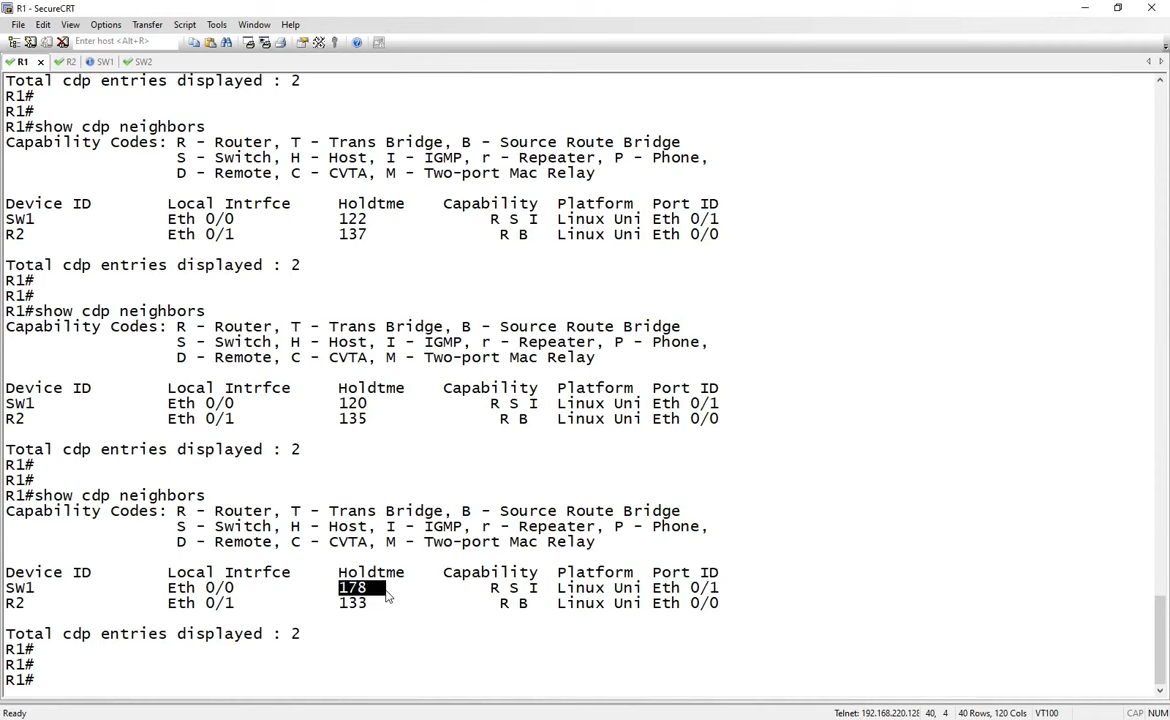 R1 - SecureCRT
File Edit View Options Transfer Script Tools Window Help
Enter host <Alt+R>
R1 R2 SW1 SW2
Total cdp entries displayed : 2
R1#
R1#
R1#show cdp neighbors
Capability Codes: R - Router, T - Trans Bridge, B - Source Route Bridge
S - Switch, H - Host, I - IGMP, r - Repeater, P - Phone,
D - Remote, C - CVTA, M - Two-port Mac Relay
Device ID Local Intrfce Holdtme Capability Platform Port ID
SW1 Eth 0/0 122 R S I Linux Uni Eth 0/1
R2 Eth 0/1 137 R B Linux Uni Eth 0/0
Total cdp entries displayed : 2
R1#
R1#
R1#show cdp neighbors
Capability Codes: R - Router, T - Trans Bridge, B - Source Route Bridge
S - Switch, H - Host, I - IGMP, r - Repeater, P - Phone,
D - Remote, C - CVTA, M - Two-port Mac Relay
Device ID Local Intrfce Holdtme Capability Platform Port ID
SW1 Eth 0/0 120 R S I Linux Uni Eth 0/1
R2 Eth 0/1 135 R B Linux Uni Eth 0/0
Total cdp entries displayed : 2
R1#
R1#
R1#show cdp neighbors
Capability Codes: R - Router, T - Trans Bridge, B - Source Route Bridge
S - Switch, H - Host, I - IGMP, r - Repeater, P - Phone,
D - Remote, C - CVTA, M - Two-port Mac Relay
Device ID Local Intrfce Holdtme Capability Platform Port ID
SW1 Eth 0/0 178 R S I Linux Uni Eth 0/1
R2 Eth 0/1 133 R B Linux Uni Eth 0/0
Total cdp entries displayed : 2
R1#
R1#
R1#
Ready Telnet: 192.168.220.128 40, 4 40 Rows, 120 Cols VT100 CAP NUM